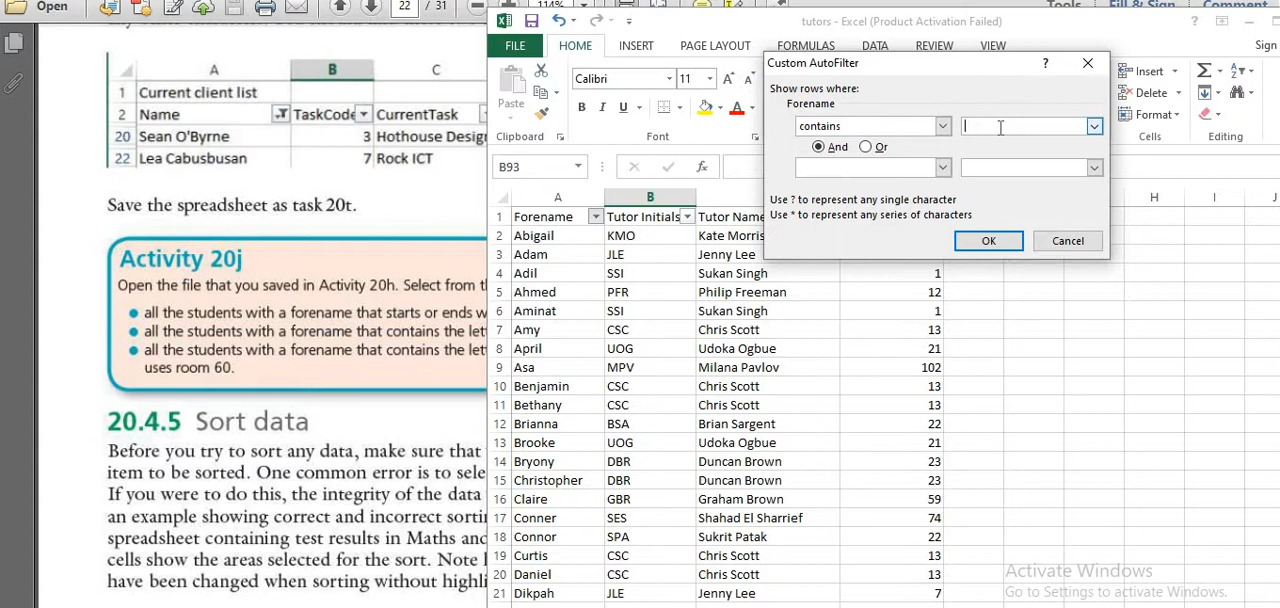 Open
22 / 31
114%
Tools
Fill & Sign
Comment
A
B
C
1 Current client list
2 Name TaskCode CurrentTask
20 Sean O'Byrne 3 Hothouse Design
22 Lea Cabusbusan 7 Rock ICT
Save the spreadsheet as task 20t.
Activity 20j
Open the file that you saved in Activity 20h. Select from t
all the students with a forename that starts or ends w
all the students with a forename that contains the let
all the students with a forename that contains the let
uses room 60.
20.4.5 Sort data
Before you try to sort any data, make sure that
item to be sorted. One common error is to sele
If you were to do this, the integrity of the data
an example showing correct and incorrect sortin
spreadsheet containing test results in Maths and
cells show the areas selected for the sort. Note
have been changed when sorting without highli
tutors - Excel (Product Activation Failed)
FILE HOME INSERT PAGE LAYOUT FORMULAS DATA REVIEW VIEW Sign
Paste
Calibri 11
B I U
Insert
Delete
Format
Clipboard Font Cells Editing
B93
Custom AutoFilter
Show rows where:
Forename
contains
And Or
Use ? to represent any single character
Use * to represent any series of characters
OK Cancel
A B H I J
1 Forename Tutor Initials Tutor Name
2 Abigail KMO Kate Morris
3 Adam JLE Jenny Lee
4 Adil SSI Sukan Singh 1
5 Ahmed PFR Philip Freeman 12
6 Aminat SSI Sukan Singh 1
7 Amy CSC Chris Scott 13
8 April UOG Udoka Ogbue 21
9 Asa MPV Milana Pavlov 102
10 Benjamin CSC Chris Scott 13
11 Bethany CSC Chris Scott 13
12 Brianna BSA Brian Sargent 22
13 Brooke UOG Udoka Ogbue 21
14 Bryony DBR Duncan Brown 23
15 Christopher DBR Duncan Brown 23
16 Claire GBR Graham Brown 59
17 Conner SES Shahad El Sharrief 74
18 Connor SPA Sukrit Patak 22
19 Curtis CSC Chris Scott 13
20 Daniel CSC Chris Scott 13
21 Dikpah JLE Jenny Lee 7
Activate Windows
Go to Settings to activate Windows.